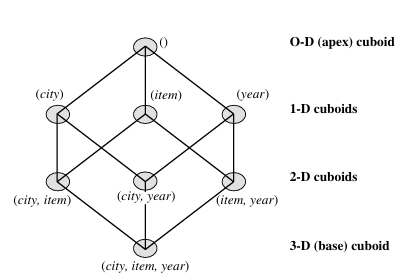 () O-D (apex) cuboid
(city) (item) (year) 1-D cuboids
(city, item) (city, year) (item, year) 2-D cuboids
(city, item, year) 3-D (base) cuboid